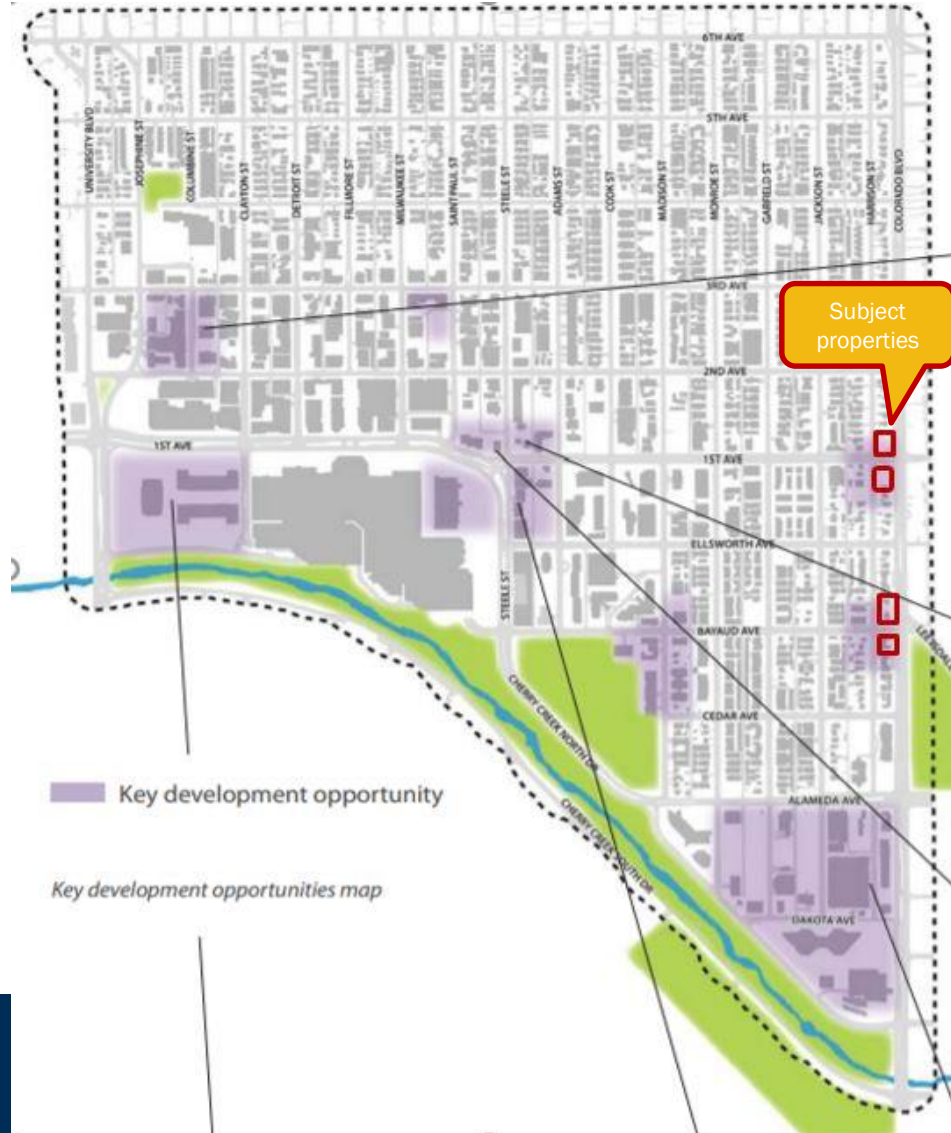 6TH AVE
5TH AVE
UNIVERSITY BLVD
JOSEPHINE ST
COLUMBINE ST
CLAYTON ST
DETROIT ST
FILLMORE ST
MILWAUKEE ST
SAINT PAUL ST
STEELE ST
ADAMS ST
COOK ST
MADISON ST
MONROE ST
GARFIELD ST
JACKSON ST
HARRISON ST
COLORADO BLVD
3RD AVE
Subject
properties
2ND AVE
1ST AVE
1ST AVE
ELLSWORTH AVE
STEELE ST
BAYAUD AVE
CHERRY CREEK NORTH DR
CEDAR AVE
ALAMEDA AVE
Key development opportunity
CHERRY CREEK SOUTH DR
Key development opportunities map
DAKOTA AVE